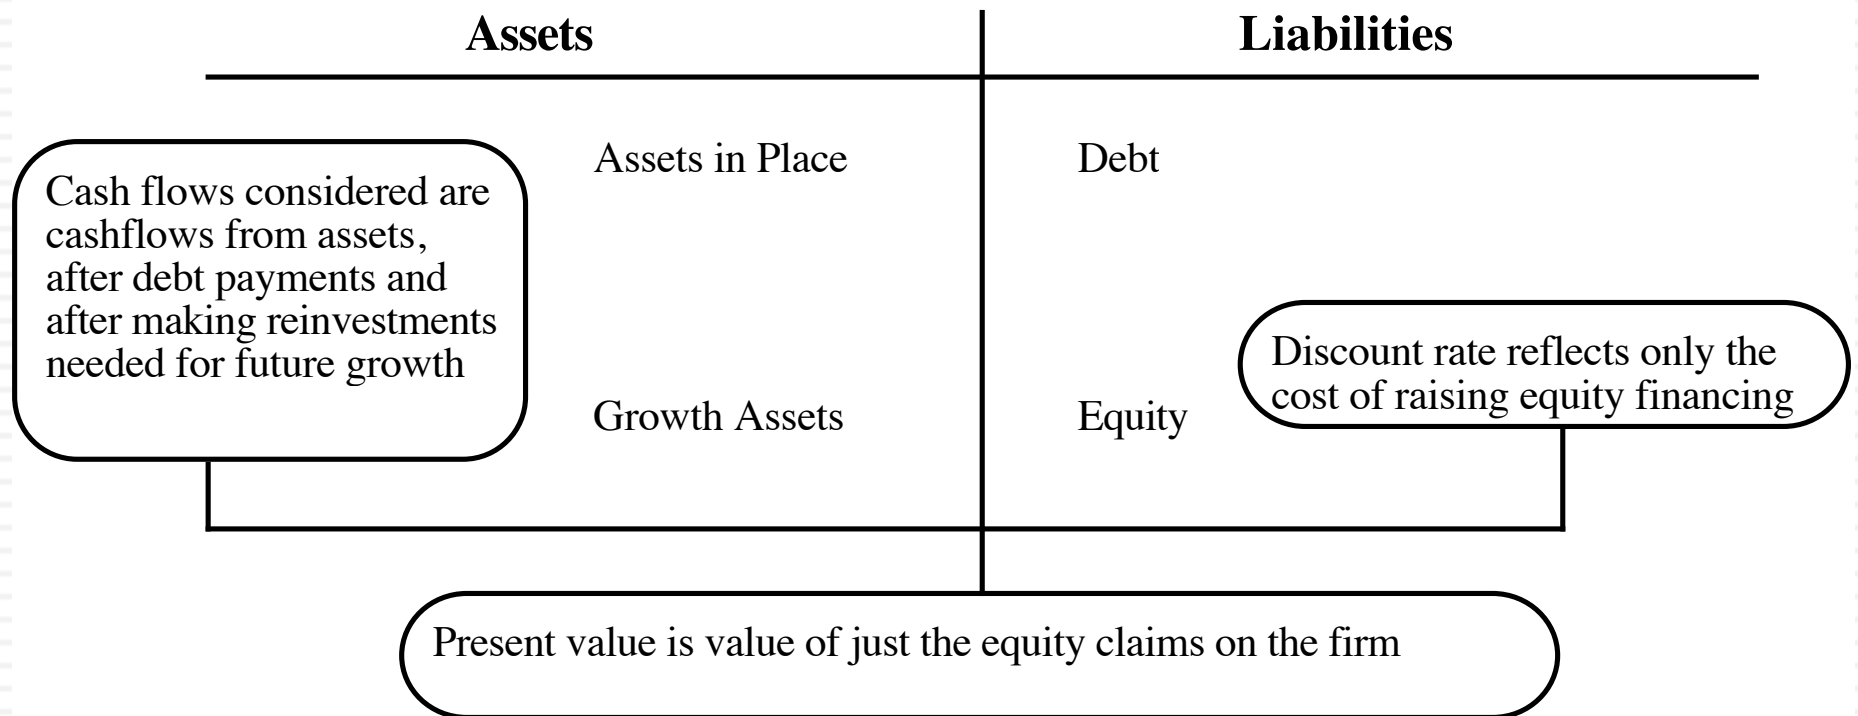 Assets
Liabilities
Assets in Place
Debt
Cash flows considered are
cashflows from assets,
after debt payments and
after making reinvestments
needed for future growth
Discount rate reflects only the
cost of raising equity financing
Growth Assets
Equity
Present value is value of just the equity claims on the firm